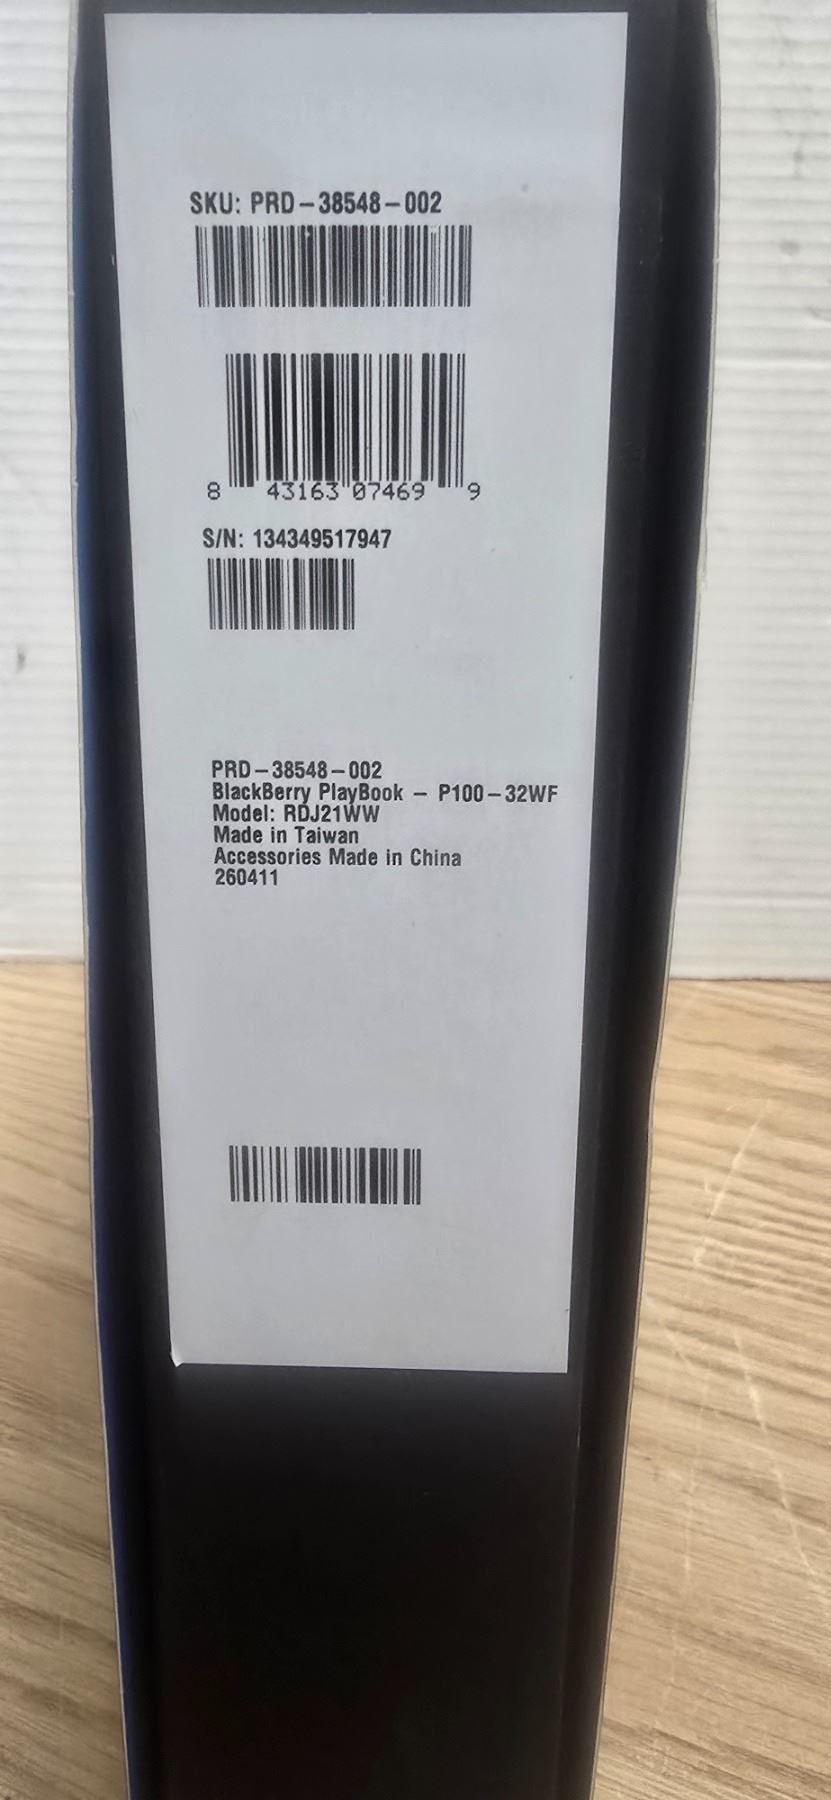 SKU: PRD-38548-002
8 43163 07469 9
S/N: 134349517947
PRD-38548-002
BlackBerry PlayBook - P100-32WF
Model: RDJ21WW
Made in Taiwan
Accessories Made in China
260411